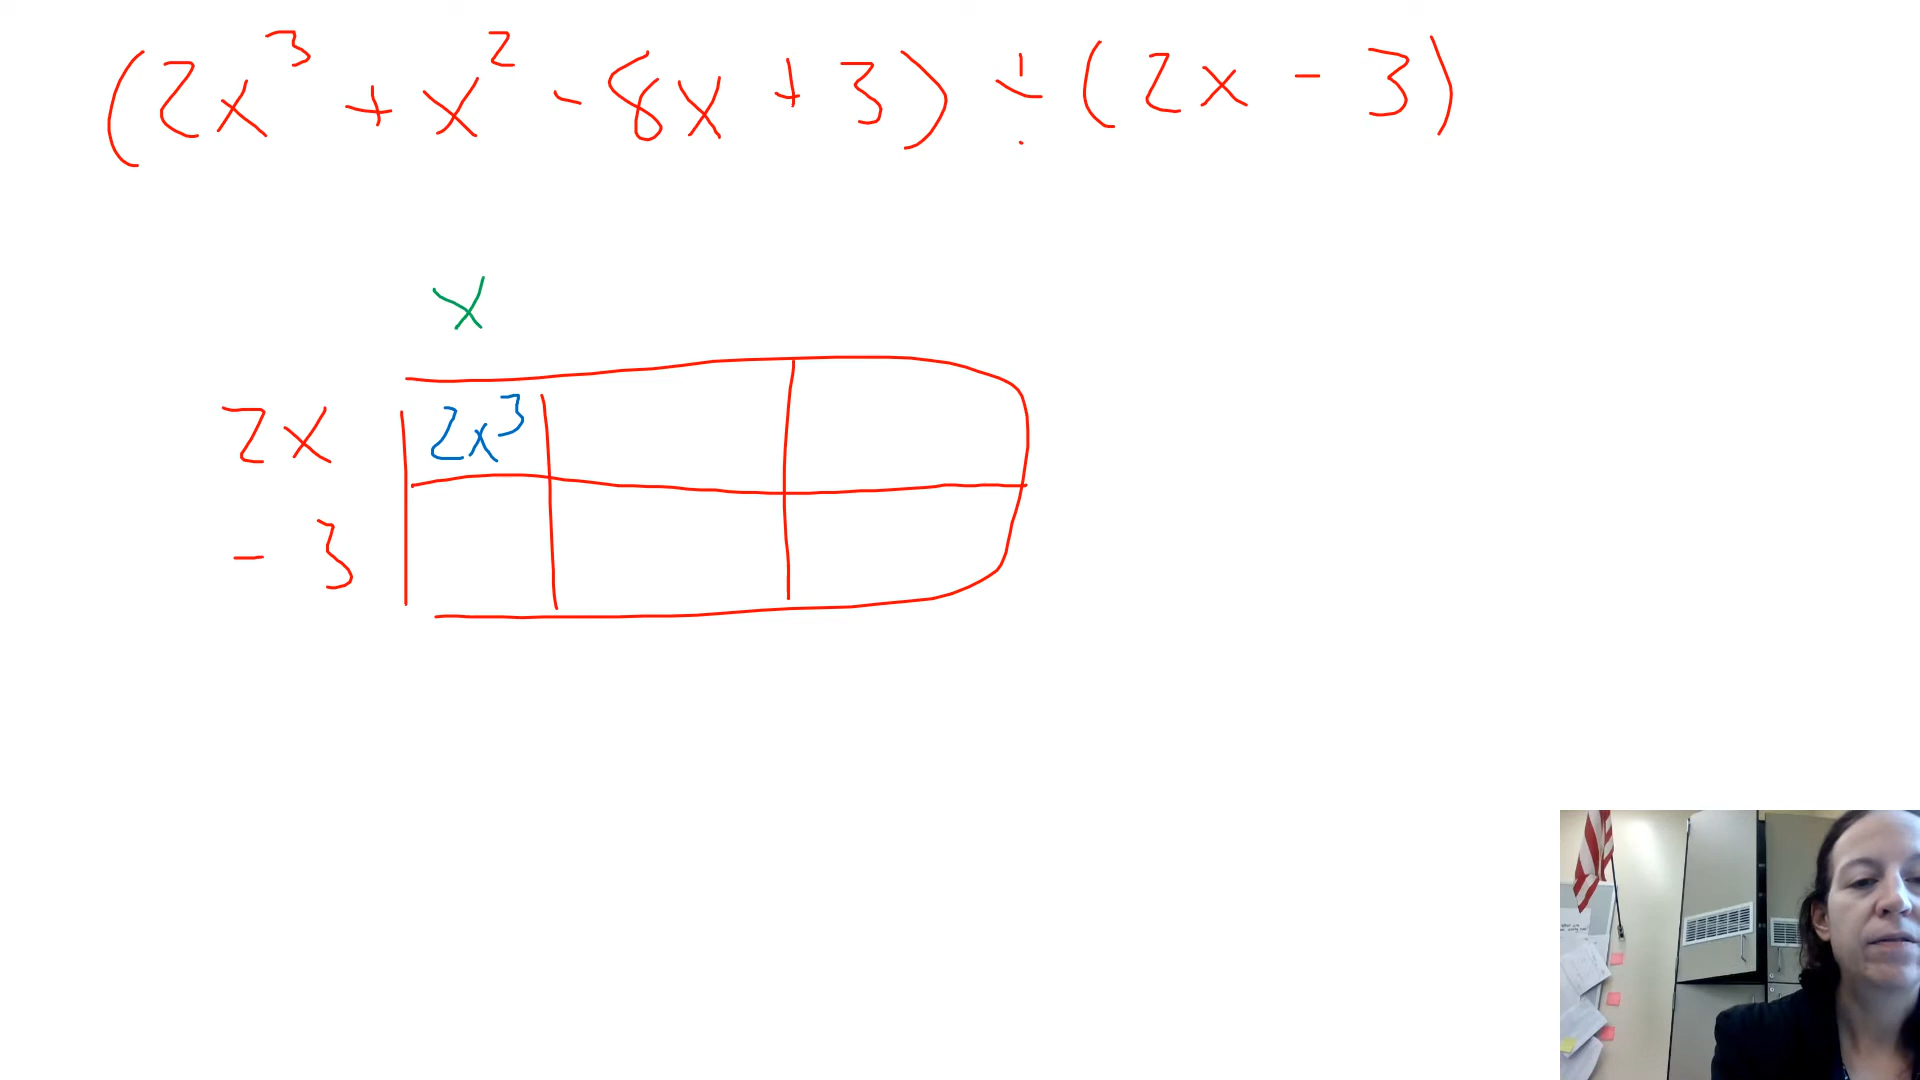 (2x³ + x² - 8x + 3) ÷ (2x - 3)
x
2x 2x³
- 3